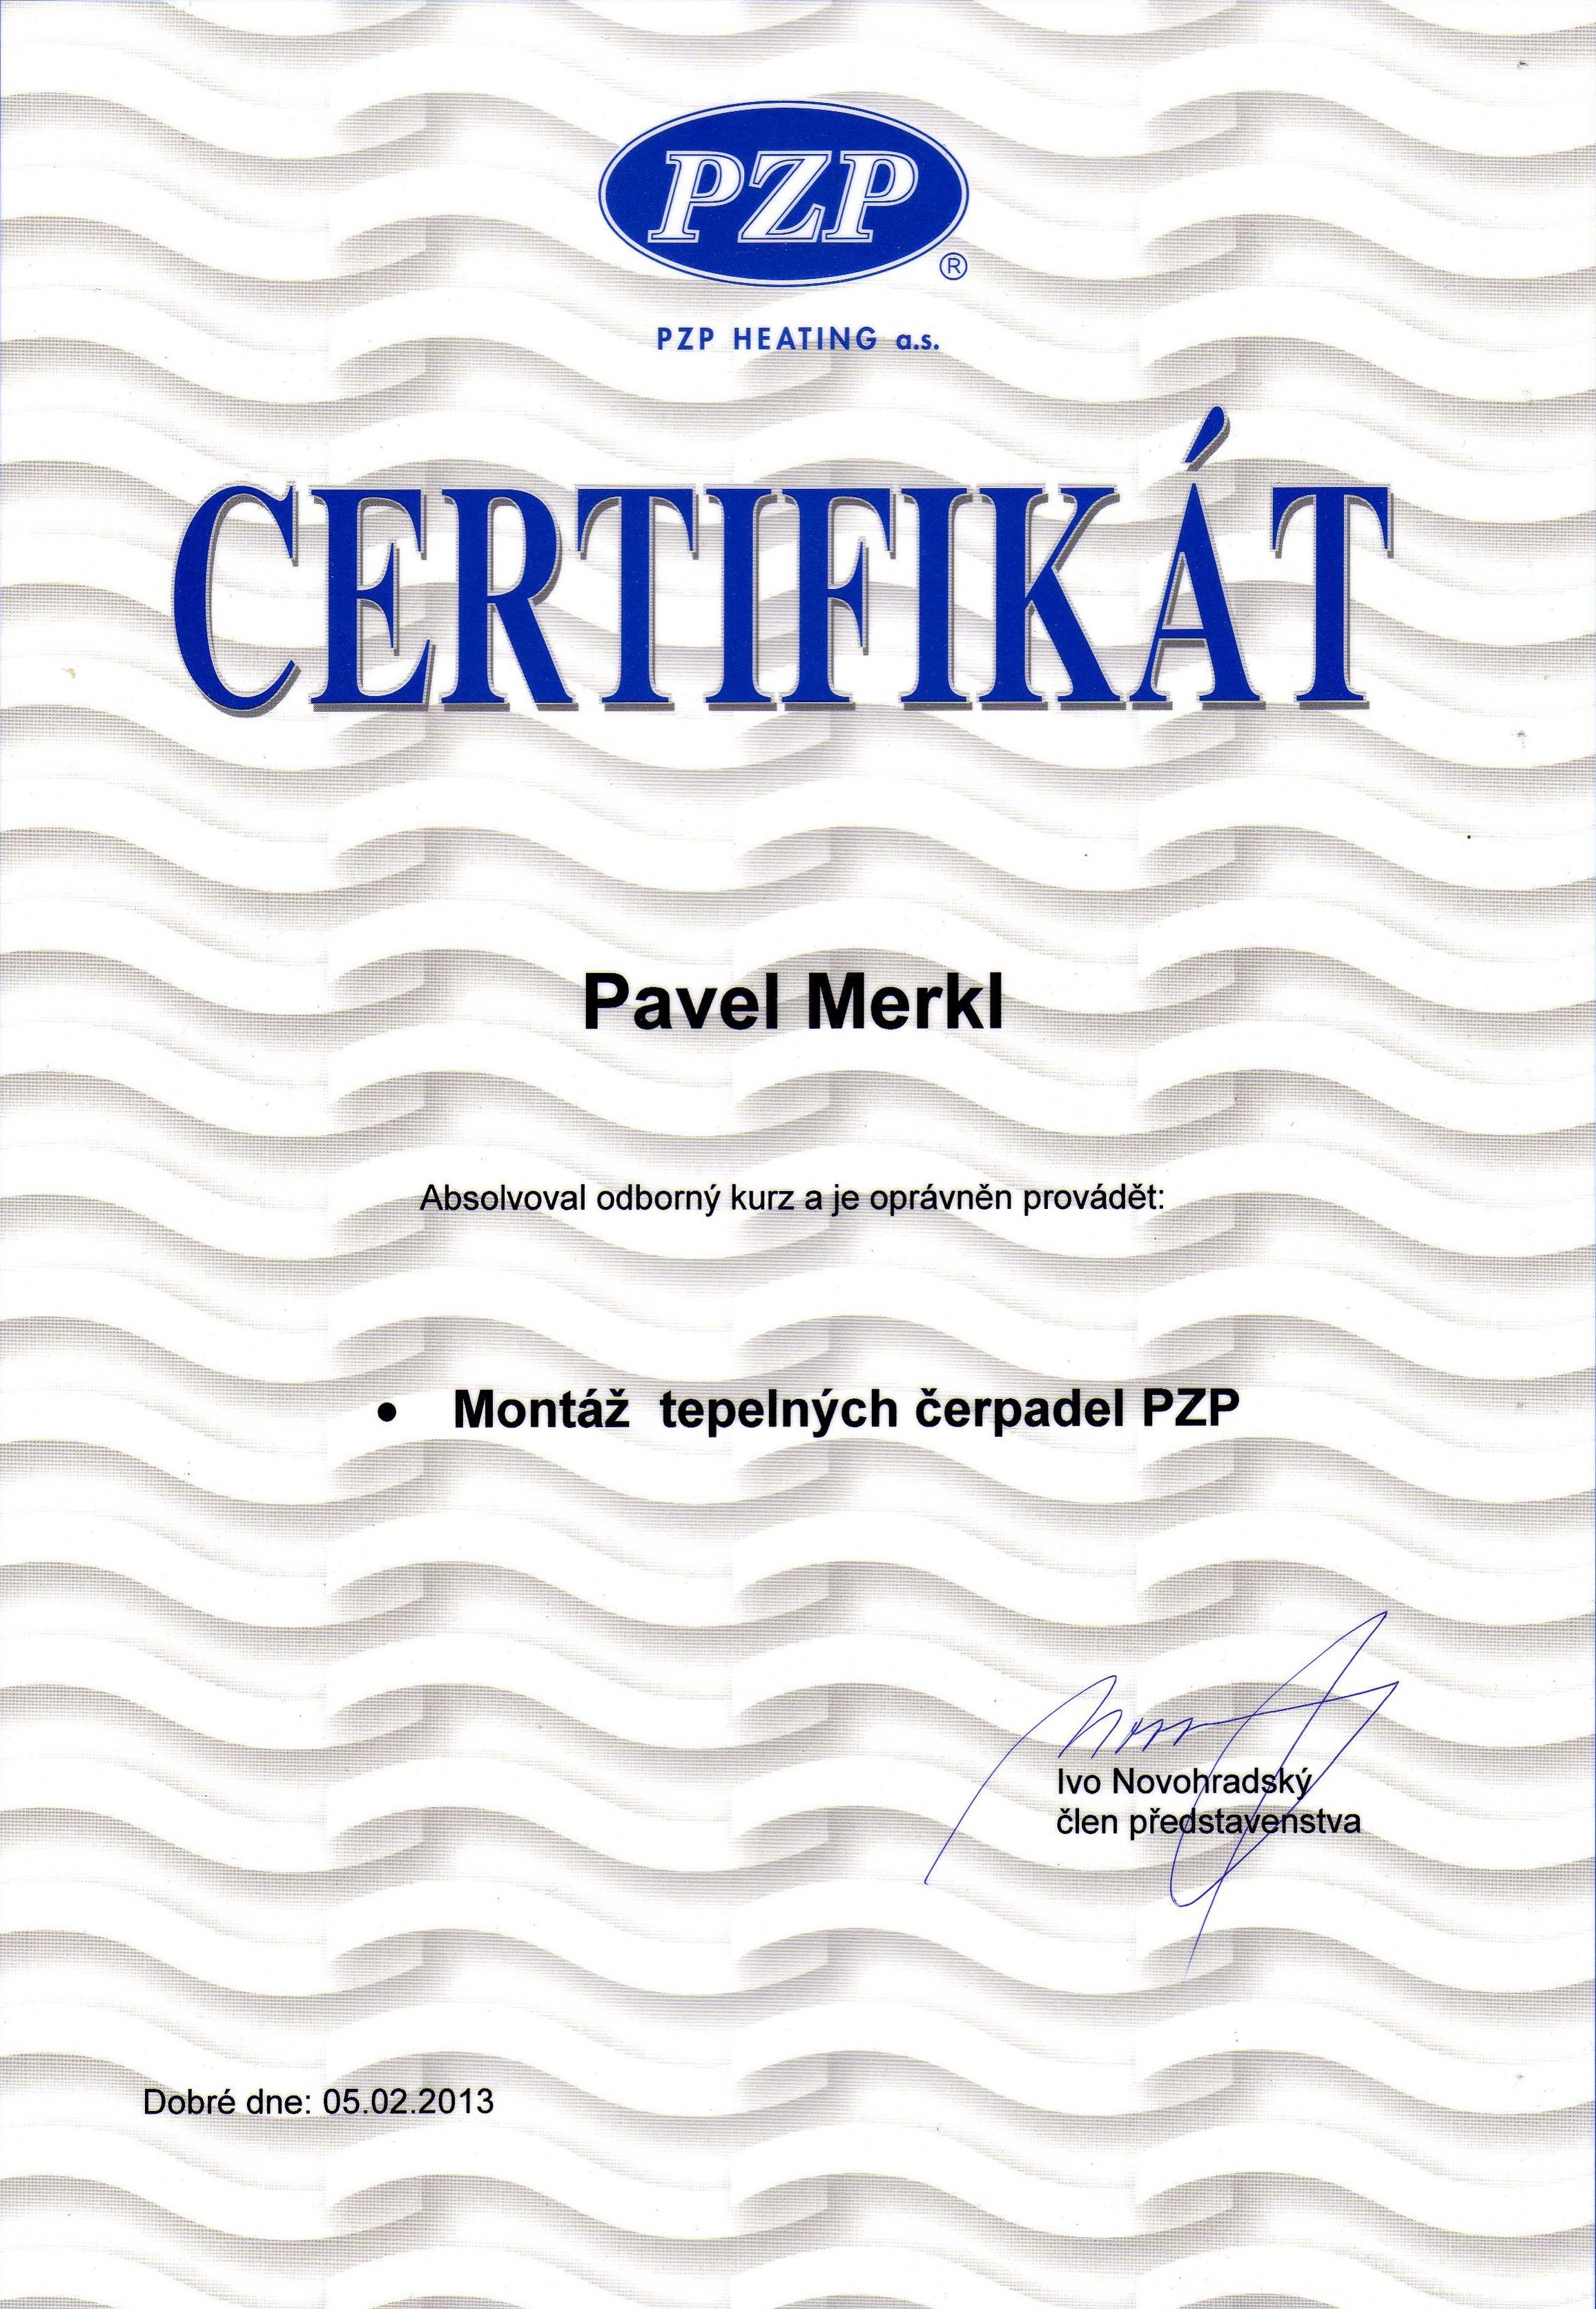 PZP
®
PZP HEATING a.s.
CERTIFIKÁT
Pavel Merkl
Absolvoval odborný kurz a je oprávněn provádět:
• Montáž tepelných čerpadel PZP
Ivo Novohradský
člen představenstva
Dobré dne: 05.02.2013